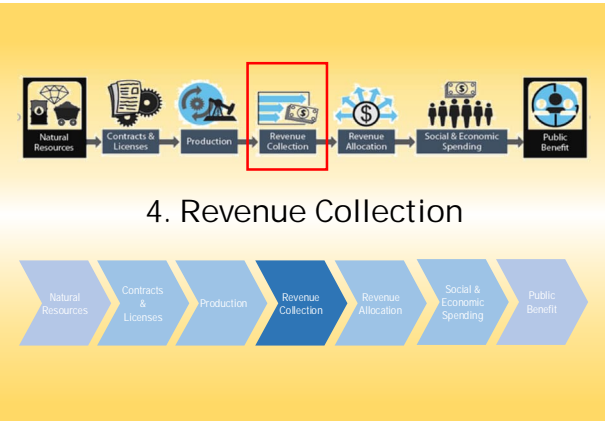 Natural
Resources
Contracts &
Licenses
Production
Revenue
Collection
Revenue
Allocation
Social & Economic
Spending
Public
Benefit
4. Revenue Collection
Natural
Resources
Contracts
&
Licenses
Production
Revenue
Collection
Revenue
Allocation
Social &
Economic
Spending
Public
Benefit